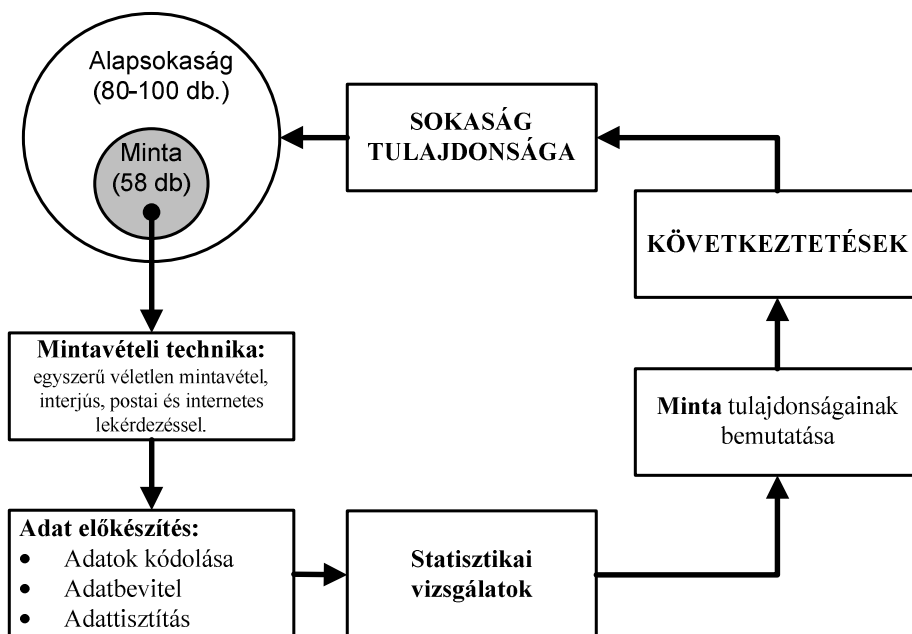 Alapsokaság
(80-100 db.)
Minta
(58 db)
Mintavételi technika:
egyszerű véletlen mintavétel,
interjús, postai és internetes
lekérdezéssel.
Adat előkészítés:
• Adatok kódolása
• Adatbevitel
• Adattisztítás
Statisztikai
vizsgálatok
Minta tulajdonságainak
bemutatása
KÖVETKEZTETÉSEK
SOKASÁG
TULAJDONSÁGA